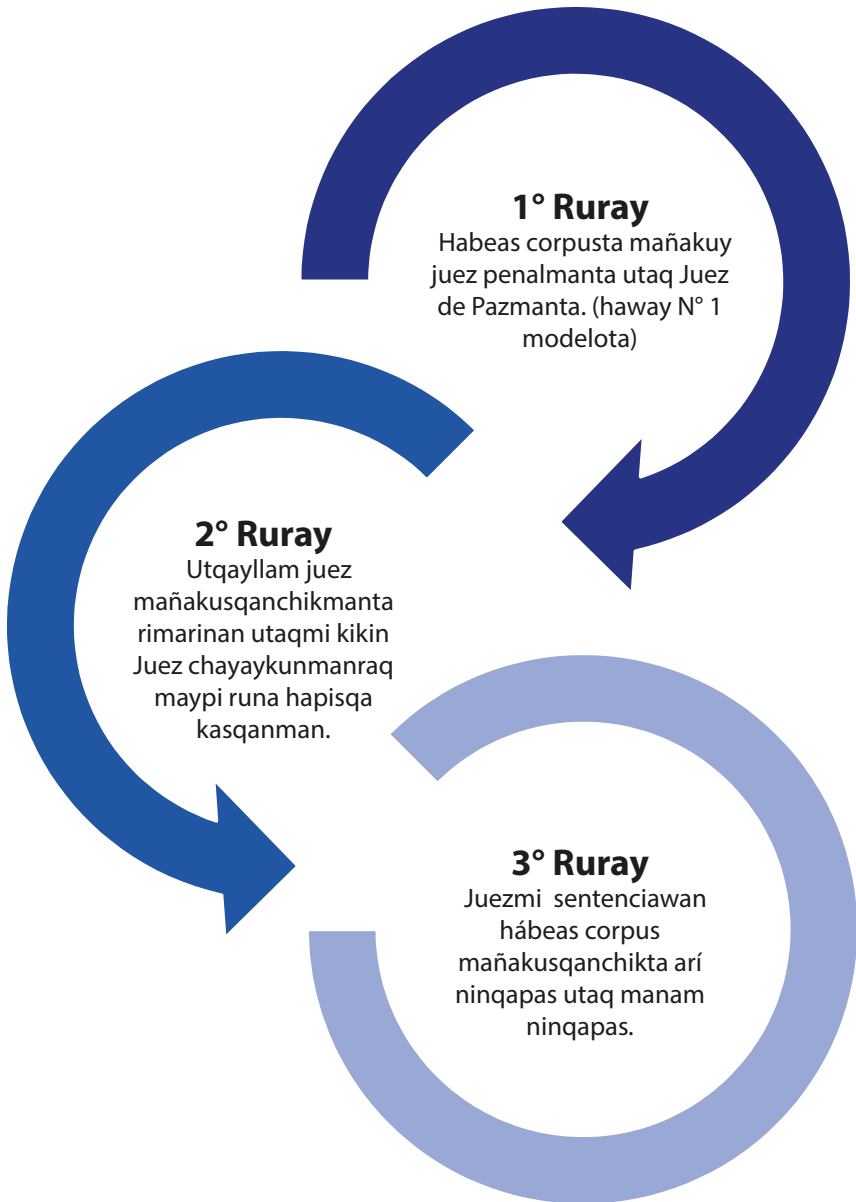 1° Ruray
Habeas corpusta mañakuy
juez penalmanta utaq Juez
de Pazmanta. (haway N° 1
modelota)
2° Ruray
Utqayllam juez
mañakusqanchikmanta
rimarinan utaqmi kikin
Juez chayaykunmanraq
maypi runa hapisqa
kasqanman.
3° Ruray
Juezmi sentenciawan
hábeas corpus
mañakusqanchikta arí
ninqapas utaq manam
ninqapas.